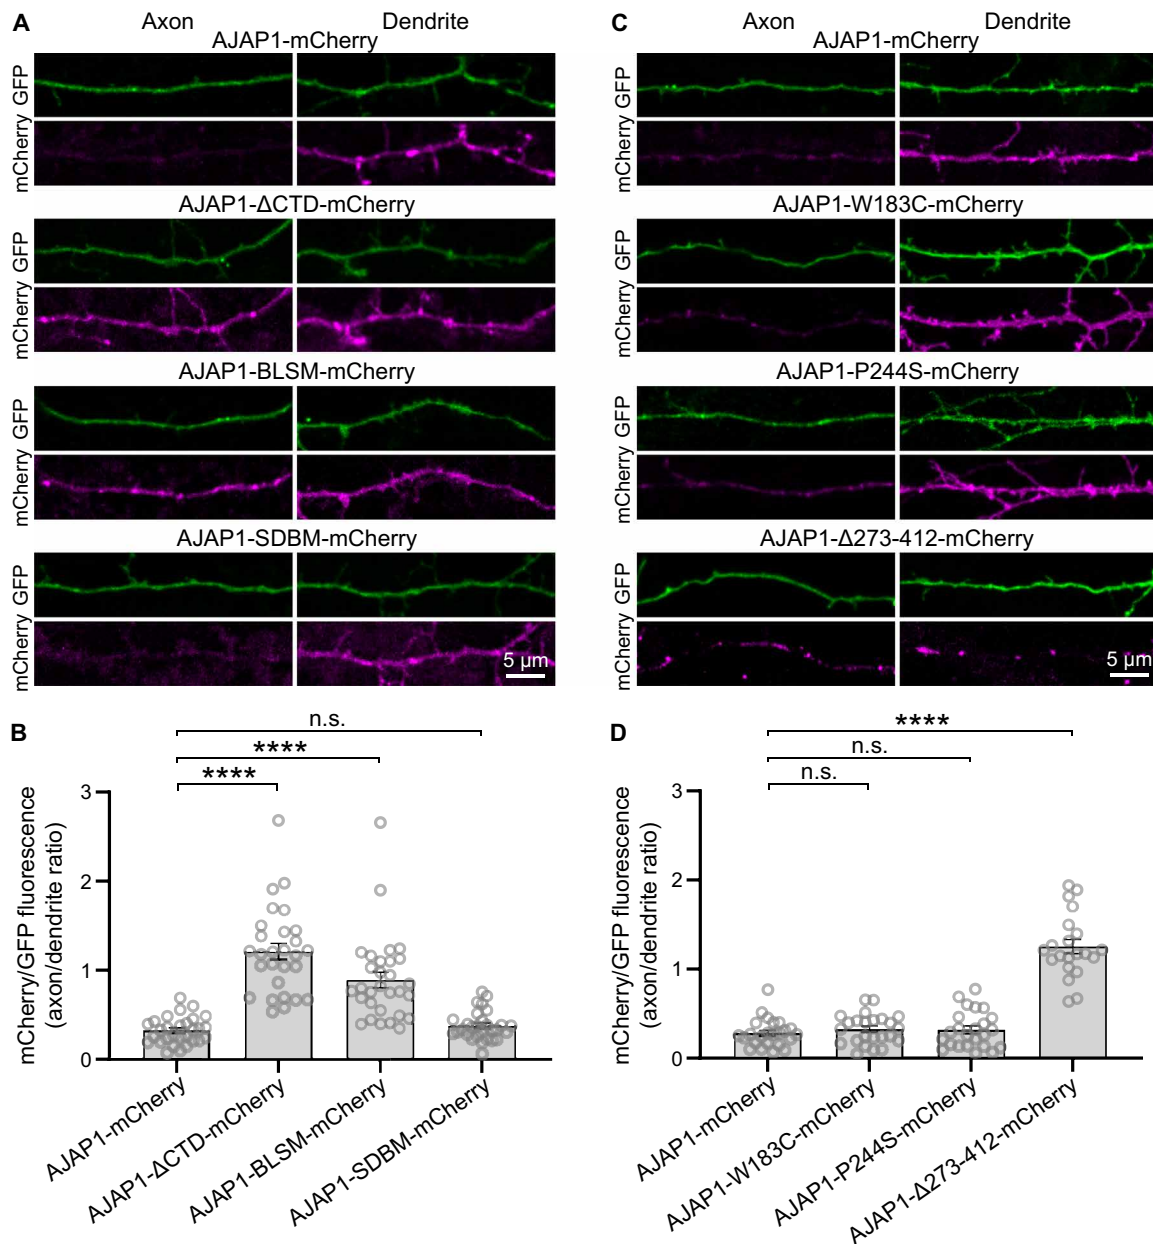 A
Axon
Dendrite
AJAP1-mCherry
GFP
mCherry
AJAP1-ΔCTD-mCherry
GFP
mCherry
AJAP1-BLSM-mCherry
GFP
mCherry
AJAP1-SDBM-mCherry
GFP
mCherry
5 µm
C
Axon
Dendrite
AJAP1-mCherry
GFP
mCherry
AJAP1-W183C-mCherry
GFP
mCherry
AJAP1-P244S-mCherry
GFP
mCherry
AJAP1-Δ273-412-mCherry
GFP
mCherry
5 µm
B
n.s.
****
****
mCherry/GFP fluorescence
(axon/dendrite ratio)
3
2
1
0
AJAP1-mCherry
AJAP1-ΔCTD-mCherry
AJAP1-BLSM-mCherry
AJAP1-SDBM-mCherry
D
****
n.s.
n.s.
mCherry/GFP fluorescence
(axon/dendrite ratio)
3
2
1
0
AJAP1-mCherry
AJAP1-W183C-mCherry
AJAP1-P244S-mCherry
AJAP1-Δ273-412-mCherry